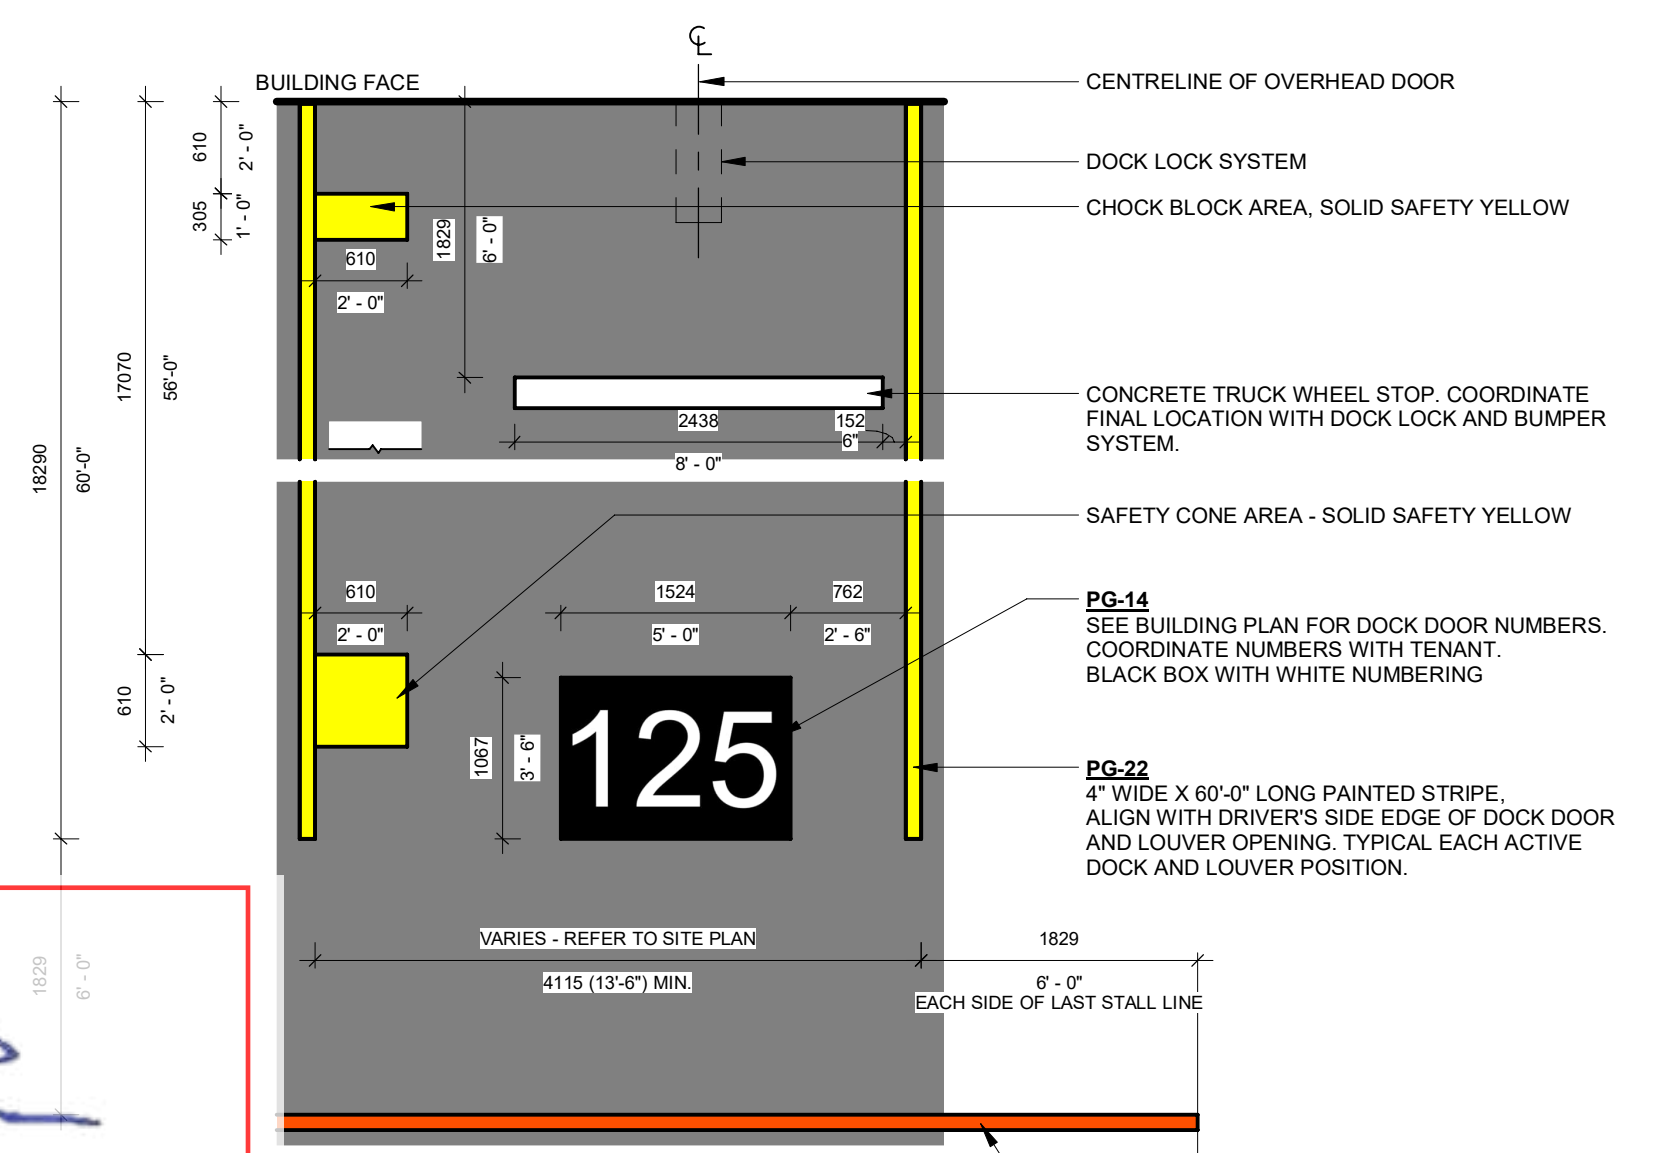 ℄
BUILDING FACE
CENTRELINE OF OVERHEAD DOOR
610
2' - 0"
DOCK LOCK SYSTEM
305
1' - 0"
CHOCK BLOCK AREA, SOLID SAFETY YELLOW
1829
6' - 0"
610
2' - 0"
17070
56'-0"
CONCRETE TRUCK WHEEL STOP. COORDINATE
FINAL LOCATION WITH DOCK LOCK AND BUMPER
SYSTEM.
2438
152
6"
8' - 0"
18290
60'-0"
SAFETY CONE AREA - SOLID SAFETY YELLOW
610
2' - 0"
1524
5' - 0"
762
2' - 6"
PG-14
SEE BUILDING PLAN FOR DOCK DOOR NUMBERS.
COORDINATE NUMBERS WITH TENANT.
BLACK BOX WITH WHITE NUMBERING
610
2' - 0"
1067
3' - 6"
125
PG-22
4" WIDE X 60'-0" LONG PAINTED STRIPE,
ALIGN WITH DRIVER'S SIDE EDGE OF DOCK DOOR
AND LOUVER OPENING. TYPICAL EACH ACTIVE
DOCK AND LOUVER POSITION.
1829
6' - 0"
VARIES - REFER TO SITE PLAN
4115 (13'-6") MIN.
1829
6' - 0"
EACH SIDE OF LAST STALL LINE